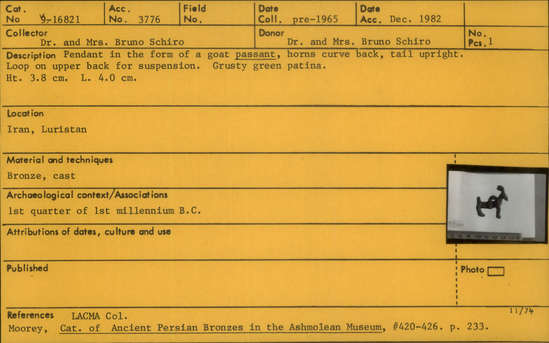 Cat. No 9-16821 Acc. No. 3776 Field No. Date Coll. pre-1965 Date Acc. Dec. 1982
Collector Dr. and Mrs. Bruno Schiro Donor Dr. and Mrs. Bruno Schiro No. Pcs. 1
Description Pendant in the form of a goat passant, horns curve back, tail upright.
Loop on upper back for suspension. Grusty green patina.
Ht. 3.8 cm. L. 4.0 cm.
Location
Iran, Luristan
Material and techniques
Bronze, cast
Archaeological context/Associations
1st quarter of 1st millennium B.C.
Attributions of dates, culture and use
Published
Photo
11/74
References LACMA Col.
Moorey, Cat. of Ancient Persian Bronzes in the Ashmolean Museum, #420-426. p. 233.